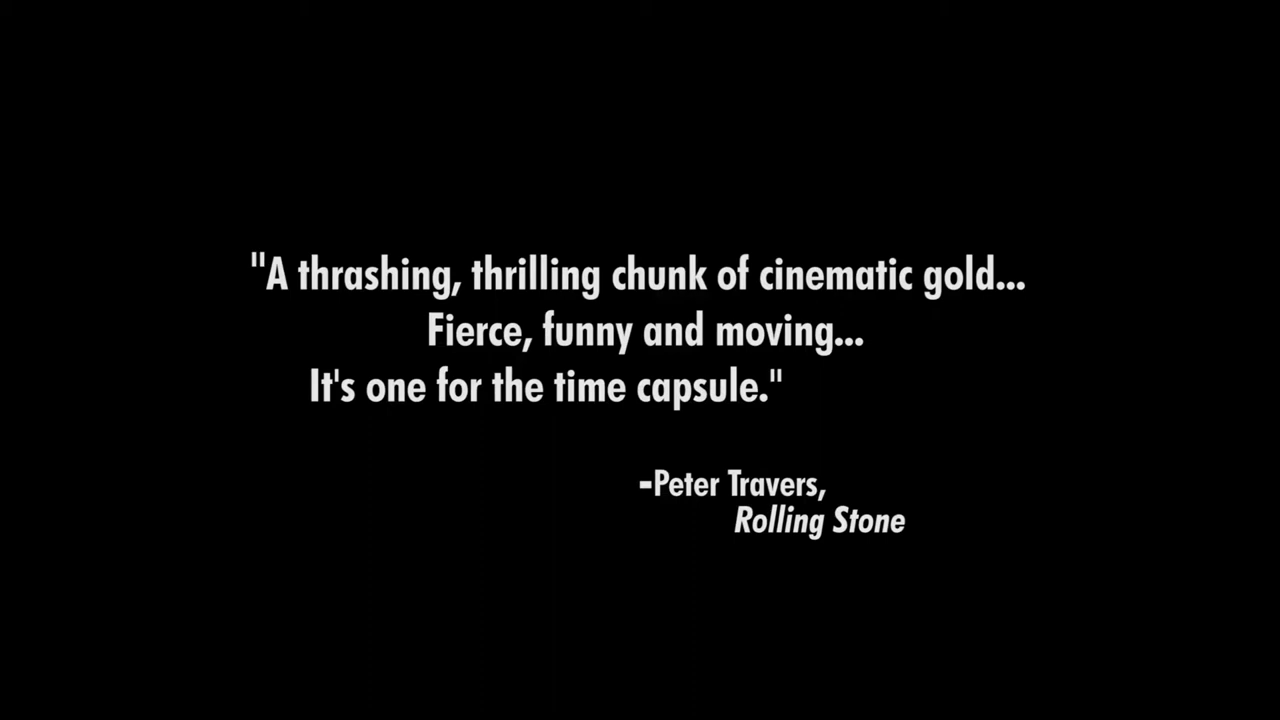 "A thrashing, thrilling chunk of cinematic gold...
Fierce, funny and moving...
It's one for the time capsule."
-Peter Travers,
Rolling Stone